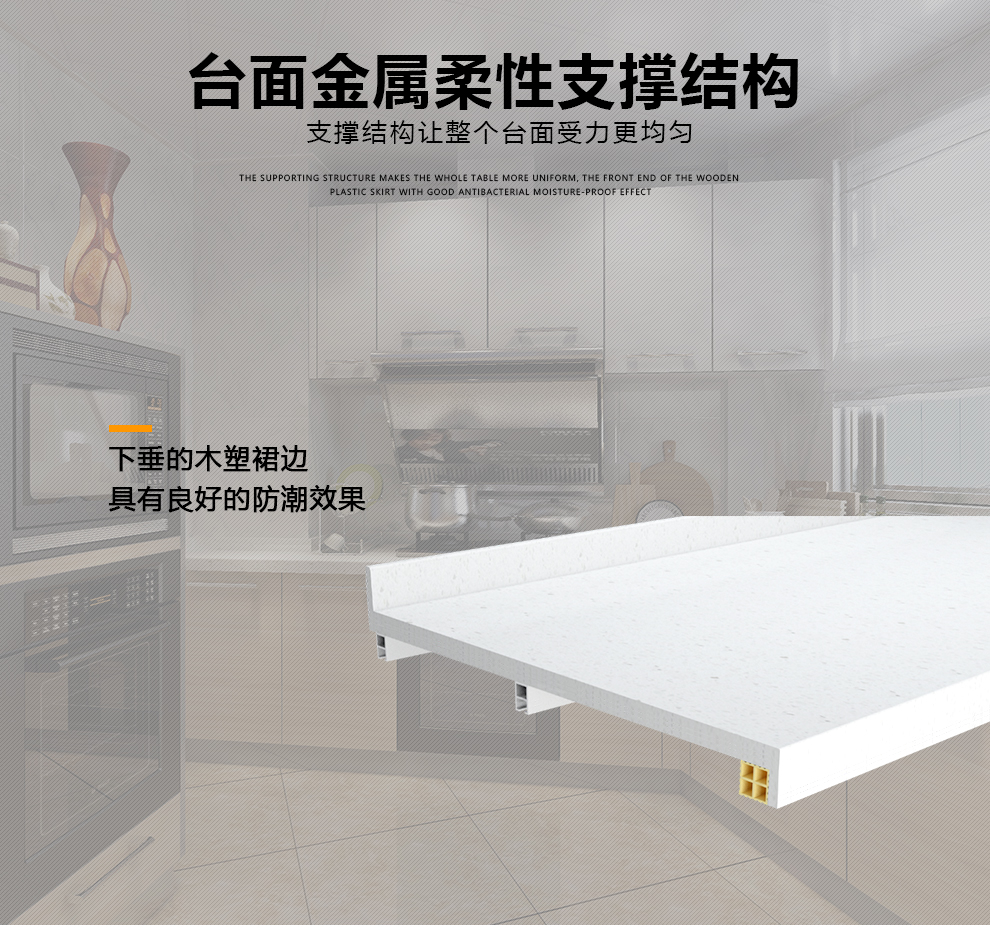 台面金属柔性支撑结构
支撑结构让整个台面受力更均匀
THE SUPPORTING STRUCTURE MAKES THE WHOLE TABLE MORE UNIFORM, THE FRONT END OF THE WOODEN
PLASTIC SKIRT WITH GOOD ANTIBACTERIAL MOISTURE-PROOF EFFECT
下垂的木塑裙边
具有良好的防潮效果